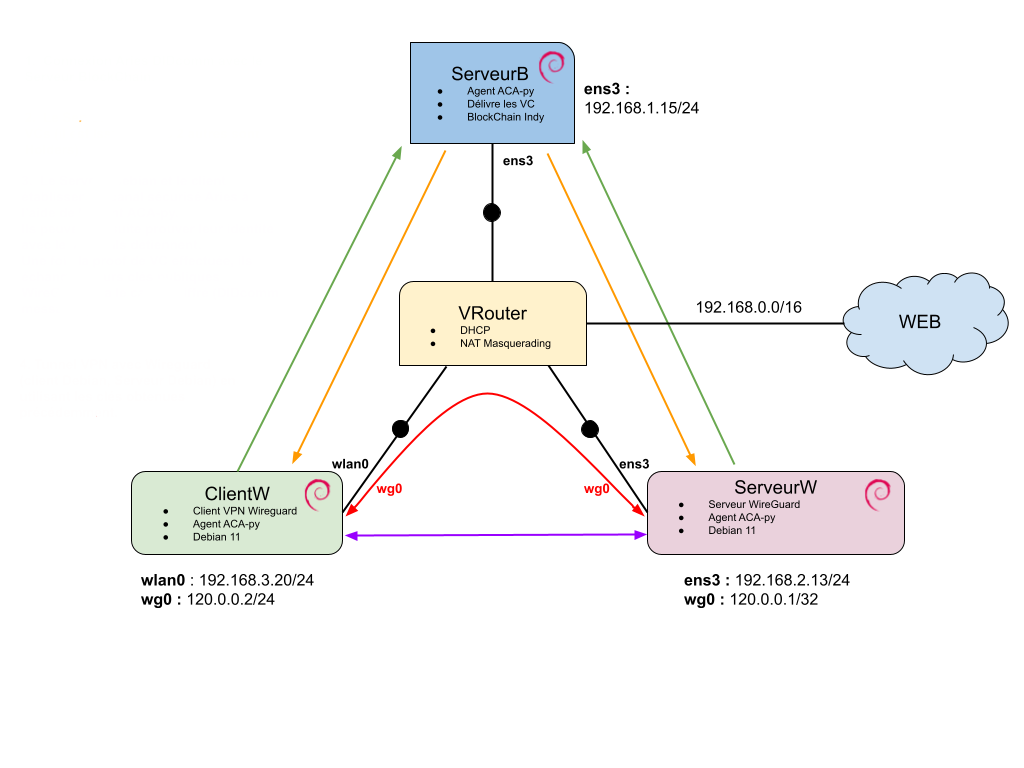 ServeurB
● Agent ACA-py
● Délivre les VC
● BlockChain Indy
ens3 :
192.168.1.15/24
ens3
VRouter
● DHCP
● NAT Masquerading
192.168.0.0/16
WEB
wlan0
ens3
wg0
wg0
ClientW
● Client VPN Wireguard
● Agent ACA-py
● Debian 11
ServeurW
● Serveur WireGuard
● Agent ACA-py
● Debian 11
wlan0 : 192.168.3.20/24
wg0 : 120.0.0.2/24
ens3 : 192.168.2.13/24
wg0 : 120.0.0.1/32